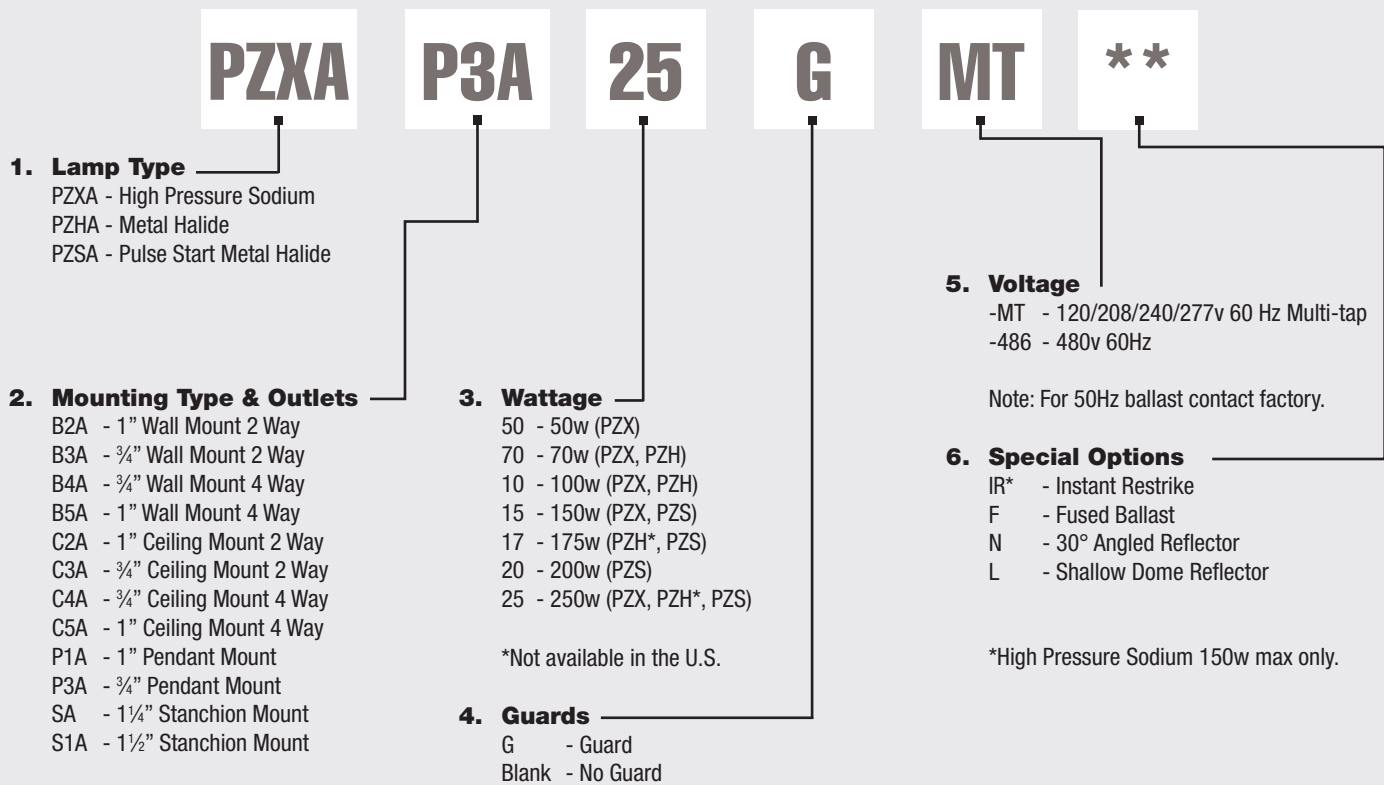 PZXA P3A 25 G MT **
1. Lamp Type
PZXA - High Pressure Sodium
PZHA - Metal Halide
PZSA - Pulse Start Metal Halide
2. Mounting Type & Outlets
B2A - 1” Wall Mount 2 Way
B3A - ¾” Wall Mount 2 Way
B4A - ¾” Wall Mount 4 Way
B5A - 1” Wall Mount 4 Way
C2A - 1” Ceiling Mount 2 Way
C3A - ¾” Ceiling Mount 2 Way
C4A - ¾” Ceiling Mount 4 Way
C5A - 1” Ceiling Mount 4 Way
P1A - 1” Pendant Mount
P3A - ¾” Pendant Mount
SA - 1¼” Stanchion Mount
S1A - 1½” Stanchion Mount
3. Wattage
50 - 50w (PZX)
70 - 70w (PZX, PZH)
10 - 100w (PZX, PZH)
15 - 150w (PZX, PZS)
17 - 175w (PZH*, PZS)
20 - 200w (PZS)
25 - 250w (PZX, PZH*, PZS)
*Not available in the U.S.
4. Guards
G - Guard
Blank - No Guard
5. Voltage
-MT - 120/208/240/277v 60 Hz Multi-tap
-486 - 480v 60Hz
Note: For 50Hz ballast contact factory.
6. Special Options
IR* - Instant Restrike
F - Fused Ballast
N - 30° Angled Reflector
L - Shallow Dome Reflector
*High Pressure Sodium 150w max only.